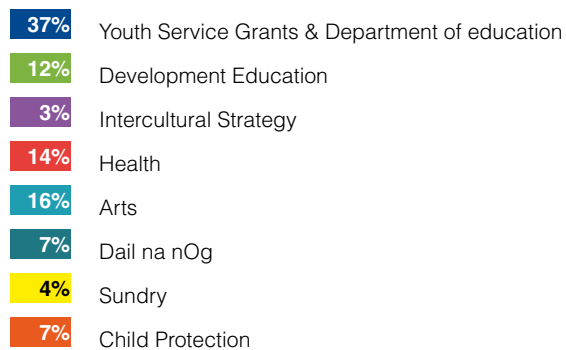 37% Youth Service Grants & Department of education
12% Development Education
3% Intercultural Strategy
14% Health
16% Arts
7% Dail na nOg
4% Sundry
7% Child Protection